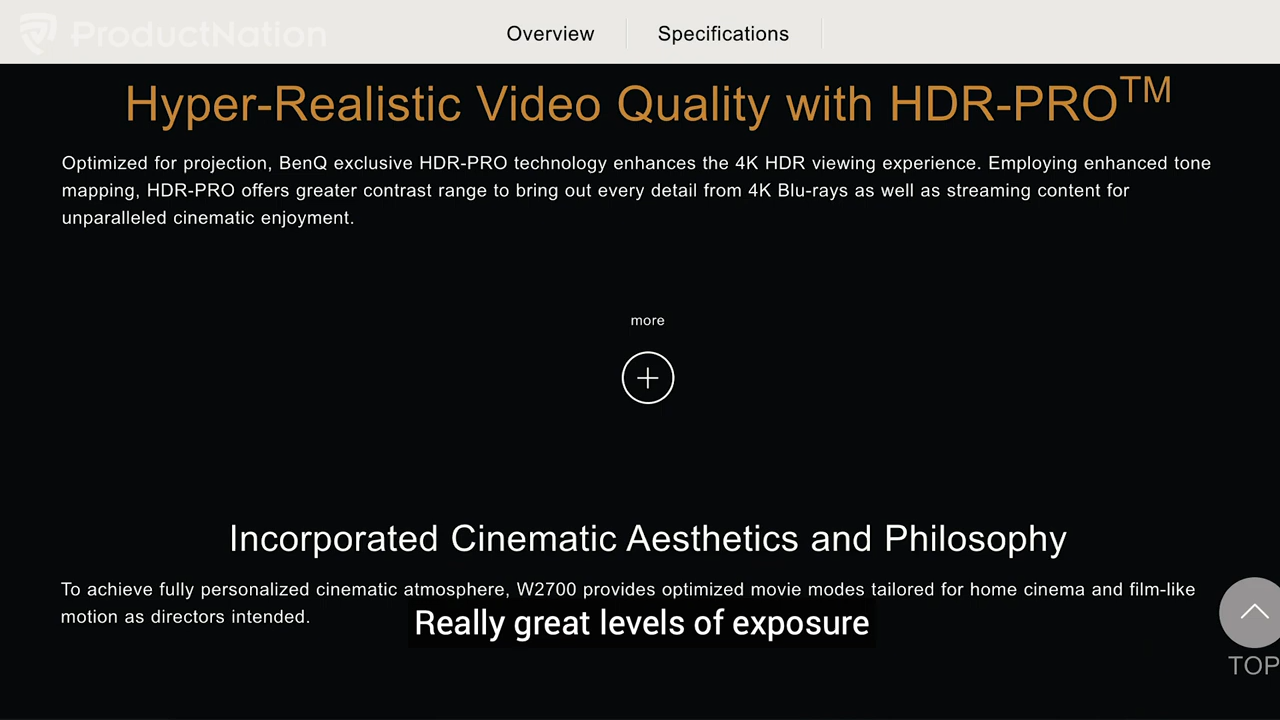 ProductNation
Overview
Specifications
Hyper-Realistic Video Quality with HDR-PRO™
Optimized for projection, BenQ exclusive HDR-PRO technology enhances the 4K HDR viewing experience. Employing enhanced tone
mapping, HDR-PRO offers greater contrast range to bring out every detail from 4K Blu-rays as well as streaming content for
unparalleled cinematic enjoyment.
more
Incorporated Cinematic Aesthetics and Philosophy
To achieve fully personalized cinematic atmosphere, W2700 provides optimized movie modes tailored for home cinema and film-like
motion as directors intended.
Really great levels of exposure
TOP